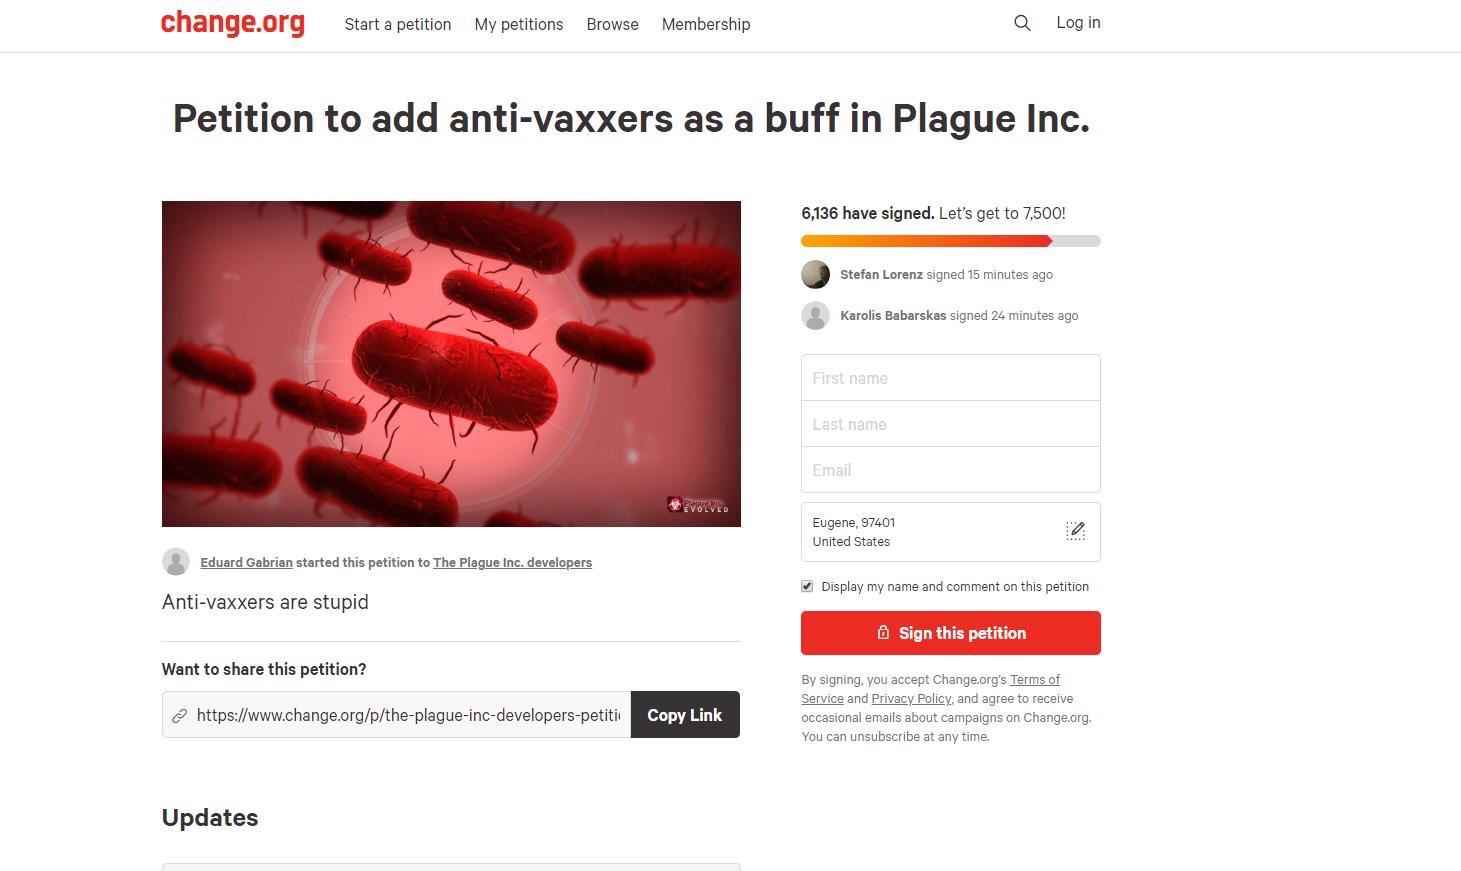 change.org
Start a petition
My petitions
Browse
Membership
Log in
Petition to add anti-vaxxers as a buff in Plague Inc.
Plague Inc.
EVOLVED
Eduard Gabrian started this petition to The Plague Inc. developers
Anti-vaxxers are stupid
Want to share this petition?
https://www.change.org/p/the-plague-inc-developers-petiti
Copy Link
Updates
6,136 have signed. Let's get to 7,500!
Stefan Lorenz signed 15 minutes ago
Karolis Babarskas signed 24 minutes ago
First name
Last name
Email
Eugene, 97401
United States
Display my name and comment on this petition
Sign this petition
By signing, you accept Change.org's Terms of
Service and Privacy Policy, and agree to receive
occasional emails about campaigns on Change.org.
You can unsubscribe at any time.